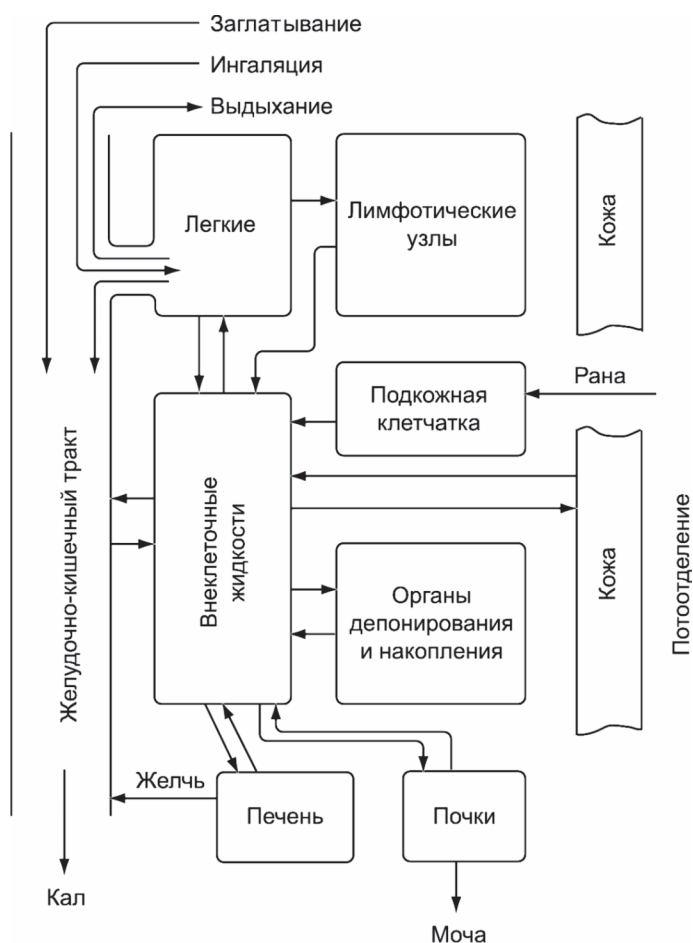 Заглатывание
Ингаляция
Выдыхание
Легкие
Лимфотические
узлы
Кожа
Рана
Подкожная
клетчатка
Желудочно-кишечный тракт
Внеклеточные
жидкости
Органы
депонирования
и накопления
Кожа
Потоотделение
Желчь
Печень
Почки
Кал
Моча